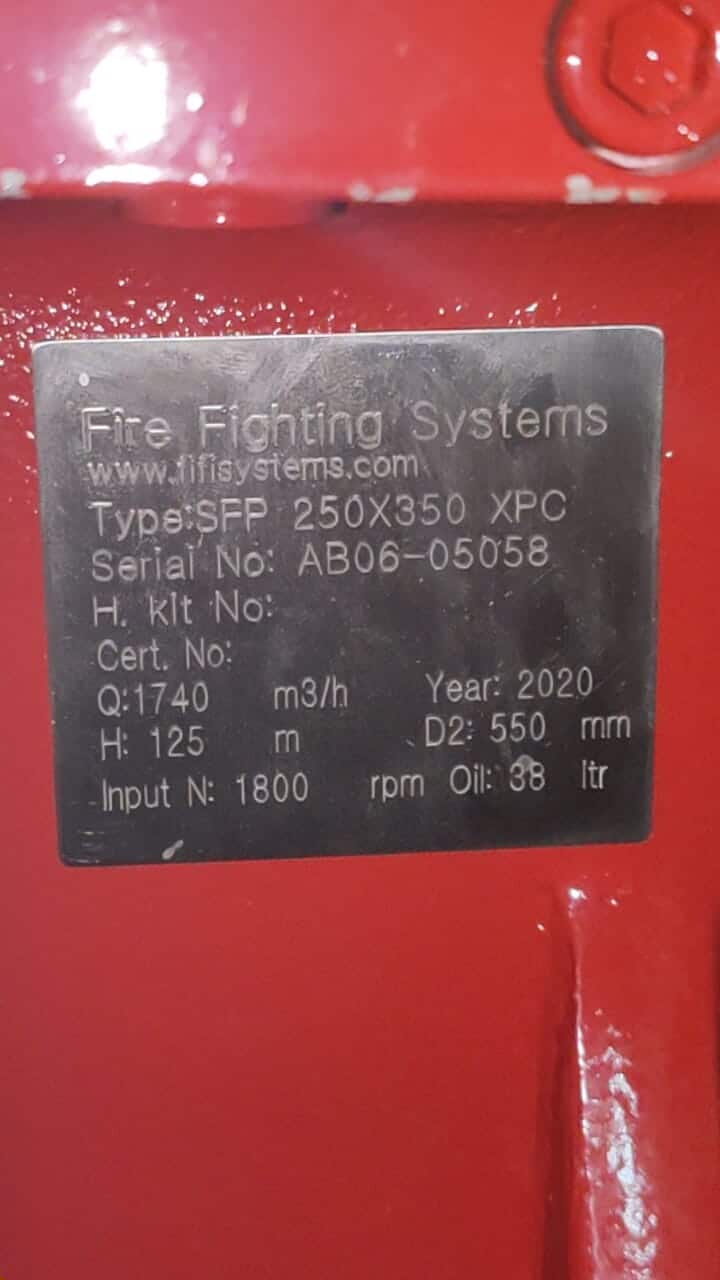 Fire Fighting Systems
www.fifisystems.com
Type:SFP 250X350 XPC
Serial No: AB06-05058
H. kit No:
Cert. No:
Q:1740 m3/h Year: 2020
H: 125 m D2: 550 mm
Input N: 1800 rpm Oil: 38 ltr